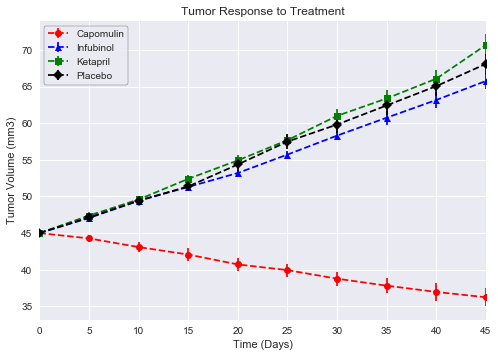 Tumor Response to Treatment
Capomulin
Infubinol
Ketapril
Placebo
Tumor Volume (mm3)
70
65
60
55
50
45
40
35
0 5 10 15 20 25 30 35 40 45
Time (Days)